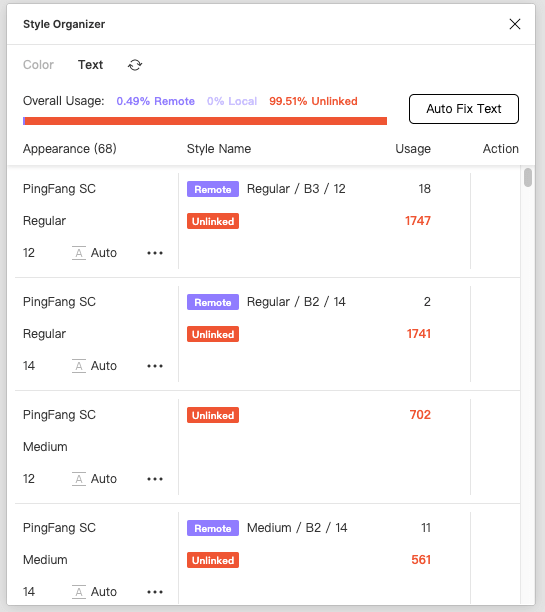 Style Organizer
Color Text
Overall Usage: 0.49% Remote 0% Local 99.51% Unlinked
Auto Fix Text
Appearance (68) Style Name Usage Action
PingFang SC Remote Regular / B3 / 12 18
Regular Unlinked 1747
12 A Auto
PingFang SC Remote Regular / B2 / 14 2
Regular Unlinked 1741
14 A Auto
PingFang SC Unlinked 702
Medium
12 A Auto
PingFang SC Remote Medium / B2 / 14 11
Medium Unlinked 561
14 A Auto